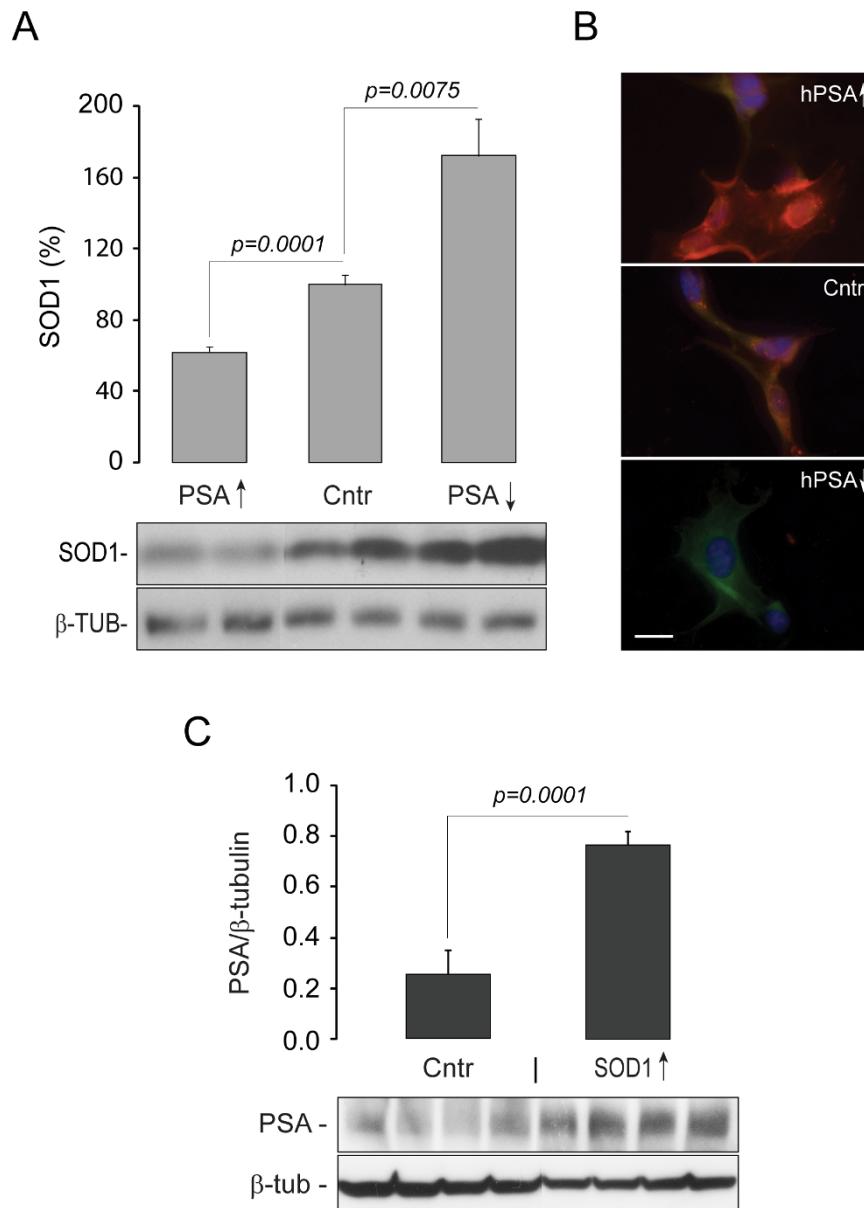 A
B
200
160
120
80
40
0
SOD1 (%)
p=0.0075
p=0.0001
PSA↑
Cntr
PSA↓
SOD1-
β-TUB-
hPSA↑
Cntr
hPSA↓
C
1.0
0.8
0.6
0.4
0.2
0.0
PSA/β-tubulin
p=0.0001
Cntr | SOD1↑
PSA -
β-tub -